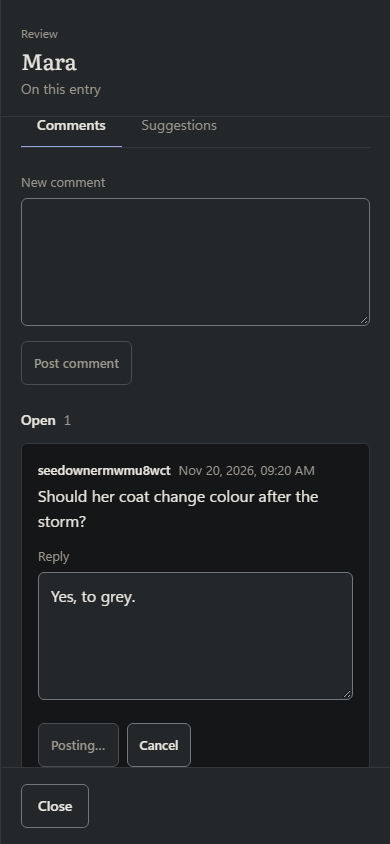 Review
Mara
On this entry
Comments
Suggestions
New comment
Post comment
Open 1
seedownermwmu8wct Nov 20, 2026, 09:20 AM
Should her coat change colour after the
storm?
Reply
Yes, to grey.
Posting...
Cancel
Close